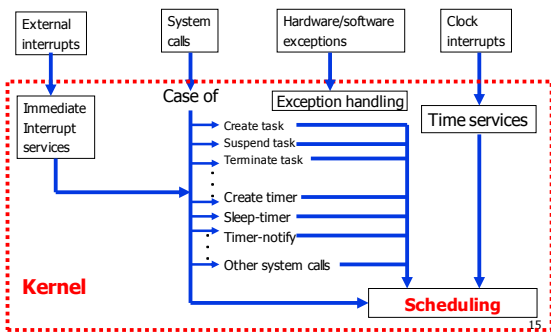 External
interrupts
System
calls
Hardware/software
exceptions
Clock
interrupts
Immediate
Interrupt
services
Case of
Exception handling
Time services
Create task
Suspend task
Terminate task
Create timer
Sleep-timer
Timer-notify
Other system calls
Kernel
Scheduling
15